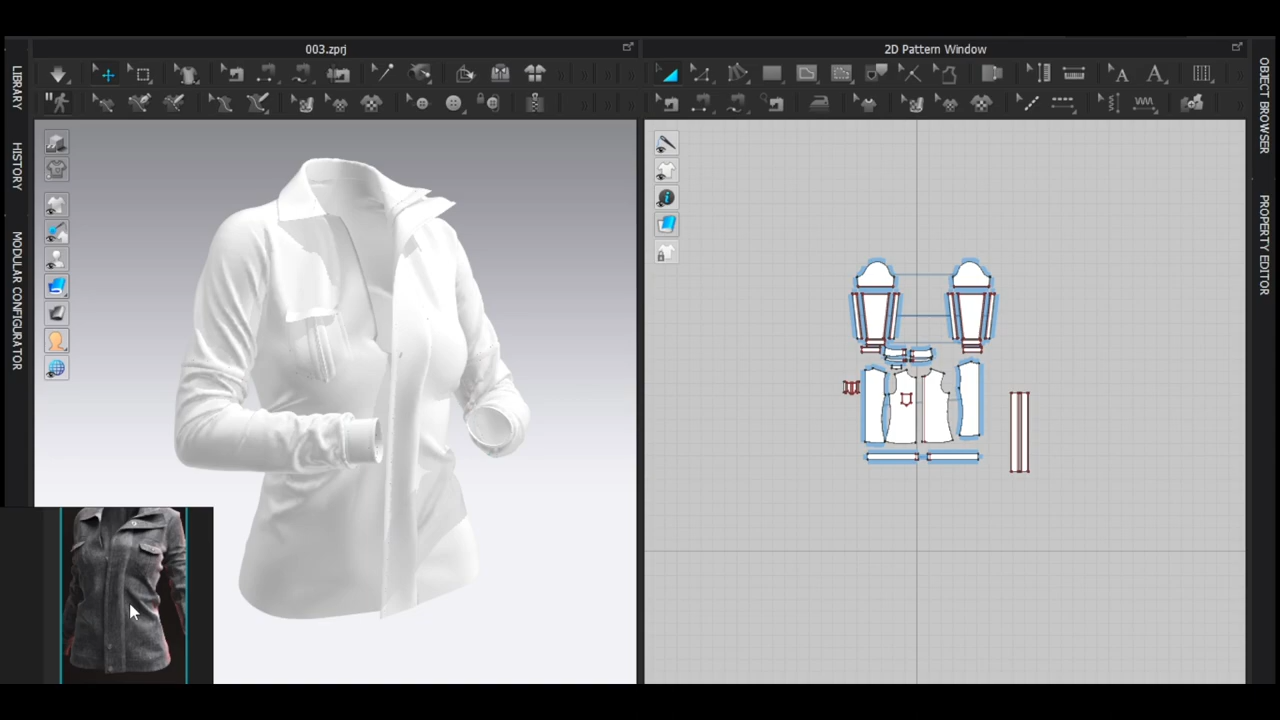 003.zprj
2D Pattern Window
LIBRARY
HISTORY
MODULAR CONFIGURATOR
OBJECT BROWSER
PROPERTY EDITOR